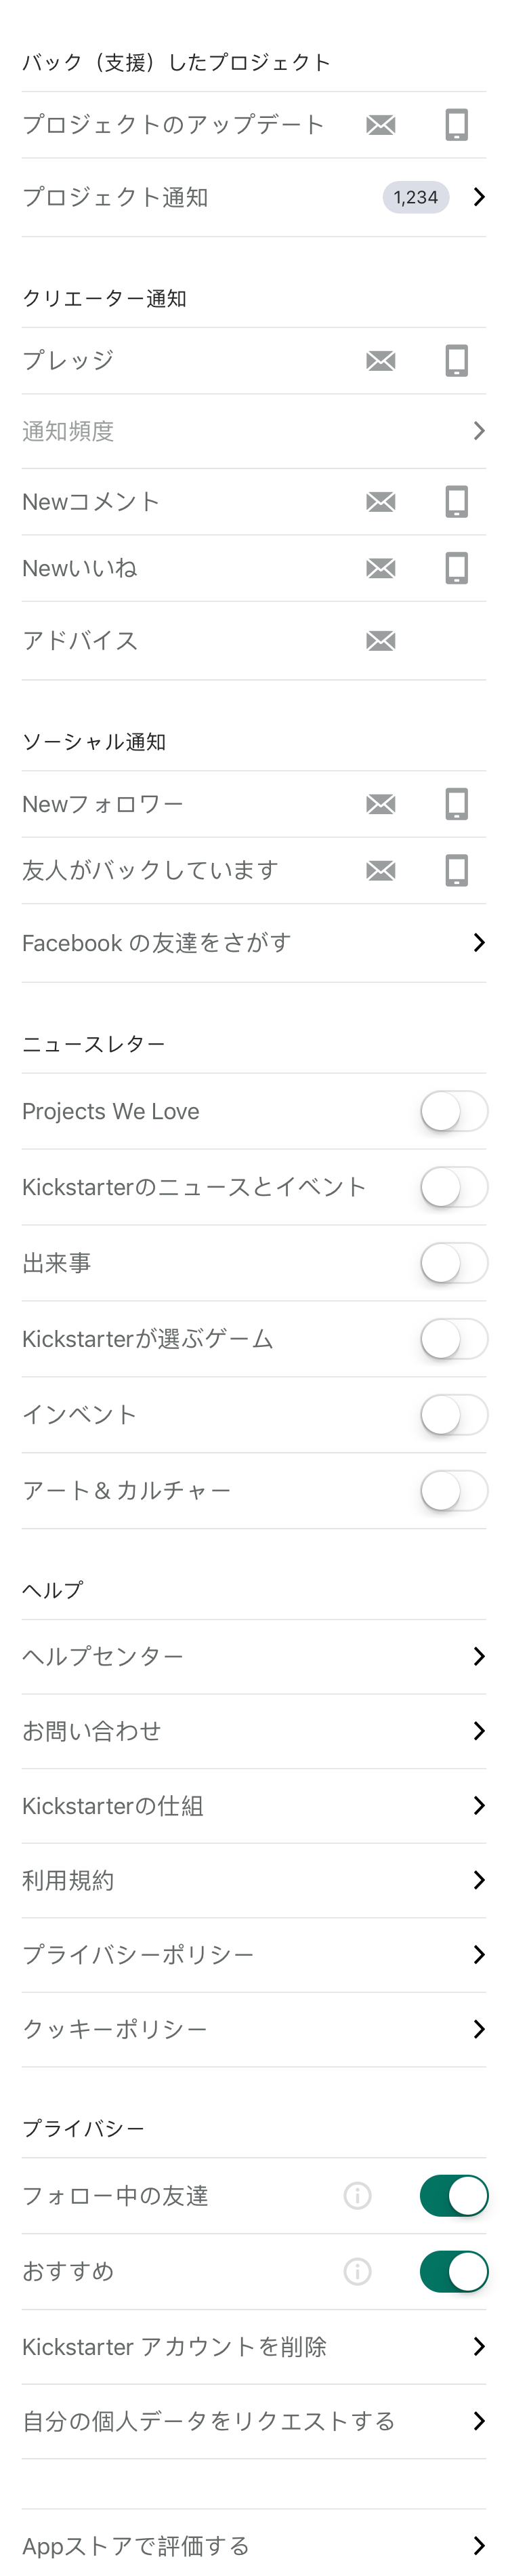 バック（支援）したプロジェクト
プロジェクトのアップデート
プロジェクト通知 1,234
クリエーター通知
プレッジ
通知頻度
Newコメント
Newいいね
アドバイス
ソーシャル通知
Newフォロワー
友人がバックしています
Facebook の友達をさがす
ニュースレター
Projects We Love
Kickstarterのニュースとイベント
出来事
Kickstarterが選ぶゲーム
インベント
アート& カルチャー
ヘルプ
ヘルプセンター
お問い合わせ
Kickstarterの仕組
利用規約
プライバシーポリシー
クッキーポリシー
プライバシー
フォロー中の友達
おすすめ
Kickstarter アカウントを削除
自分の個人データをリクエストする
Appストアで評価する